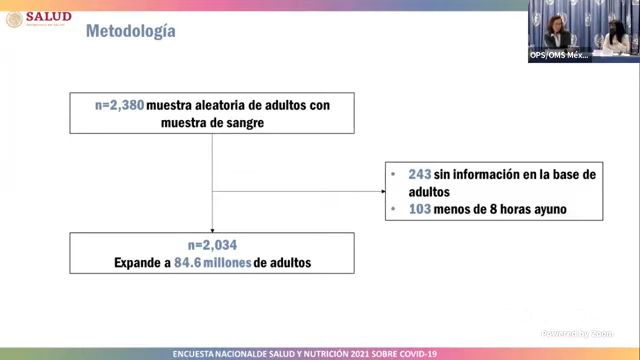 SALUD
Metodología
OPS/OMS Méx...
n=2,380 muestra aleatoria de adultos con
muestra de sangre
243 sin información en la base de
adultos
103 menos de 8 horas ayuno
n=2,034
Expande a 84.6 millones de adultos
Powered by Zoom
ENCUESTA NACIONALDE SALUD Y NUTRICIÓN 2021 SOBRE COVID-19